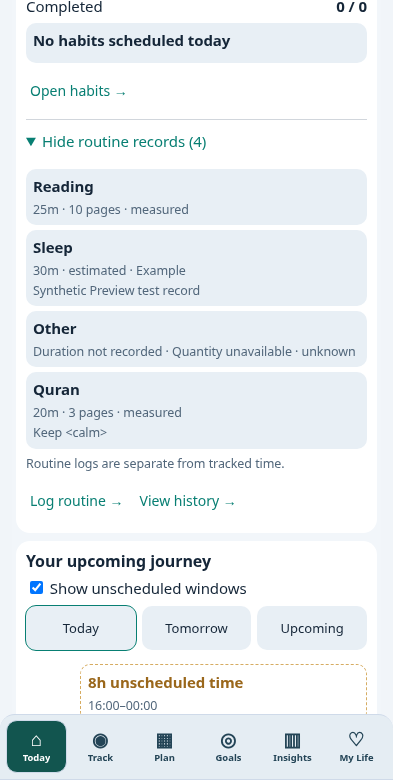 Completed 0 / 0
No habits scheduled today
Open habits →
▼ Hide routine records (4)
Reading
25m · 10 pages · measured
Sleep
30m · estimated · Example
Synthetic Preview test record
Other
Duration not recorded · Quantity unavailable · unknown
Quran
20m · 3 pages · measured
Keep <calm>
Routine logs are separate from tracked time.
Log routine → View history →
Your upcoming journey
Show unscheduled windows
Today Tomorrow Upcoming
8h unscheduled time
16:00–00:00
Today Track Plan Goals Insights My Life